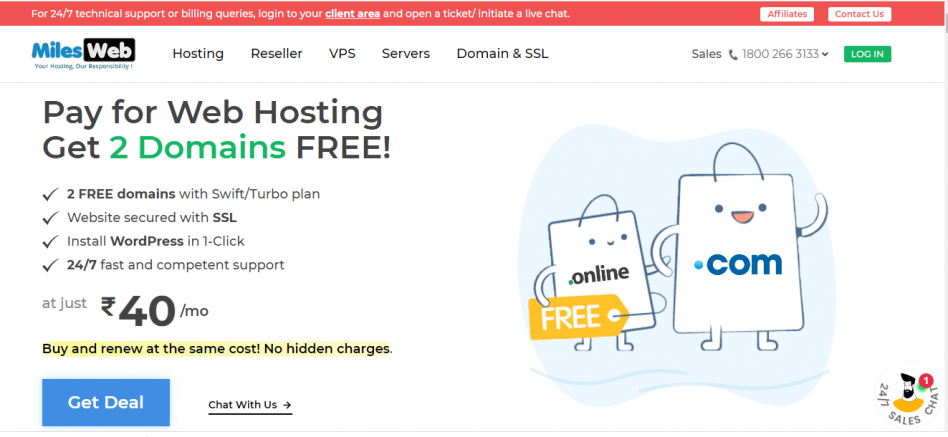 For 24/7 technical support or billing queries, login to your client area and open a ticket/ initiate a live chat.
Affiliates
Contact Us
MilesWeb
Your Hosting, Our Responsibility !
Hosting
Reseller
VPS
Servers
Domain & SSL
Sales 1800 266 3133
LOG IN
Pay for Web Hosting
Get 2 Domains FREE!
2 FREE domains with Swift/Turbo plan
Website secured with SSL
Install WordPress in 1-Click
24/7 fast and competent support
at just ₹40 /mo
Buy and renew at the same cost! No hidden charges.
Get Deal
Chat With Us →
.online
FREE
.com
1
24/7 SALES CHAT